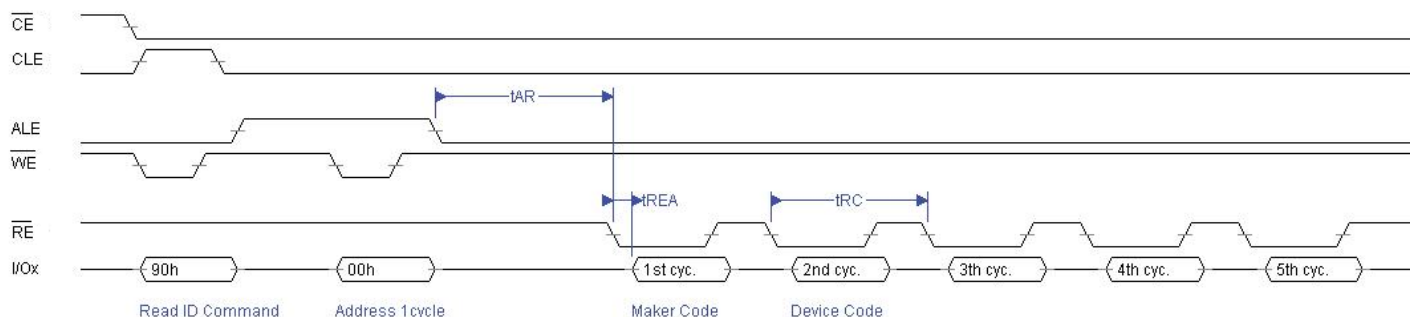 CE
CLE
tAR
ALE
WE
tREA
tRC
RE
I/Ox
90h
00h
1st cyc.
2nd cyc.
3th cyc.
4th cyc.
5th cyc.
Read ID Command
Address 1cycle
Maker Code
Device Code